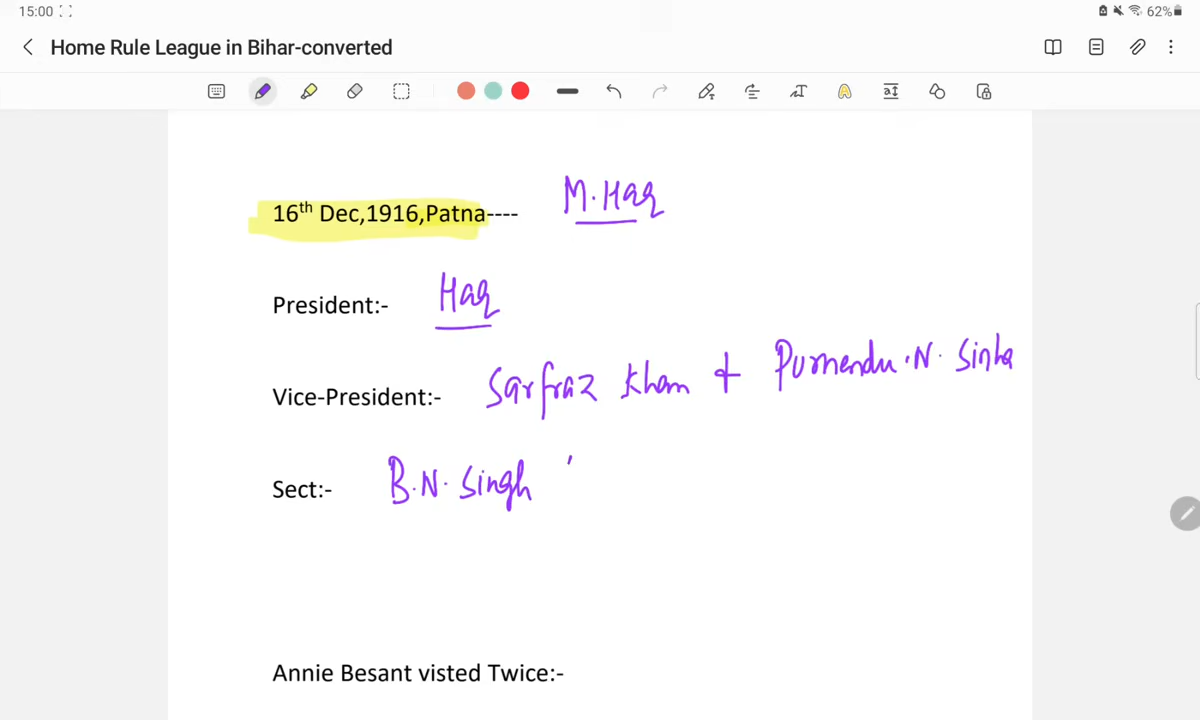 15:00
62%
Home Rule League in Bihar-converted
16th Dec,1916,Patna---- M. Haq
President:- Haq
Vice-President:- Sarfraz Khan + Purnendu. N. Sinha
Sect:- B. N. Singh
Annie Besant visted Twice:-